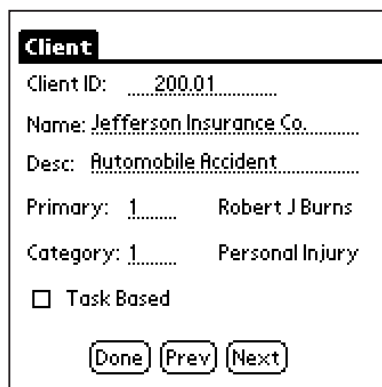 Client
Client ID: 200.01
Name: Jefferson Insurance Co.
Desc: Automobile Accident
Primary: 1 Robert J Burns
Category: 1 Personal Injury
Task Based
Done Prev Next